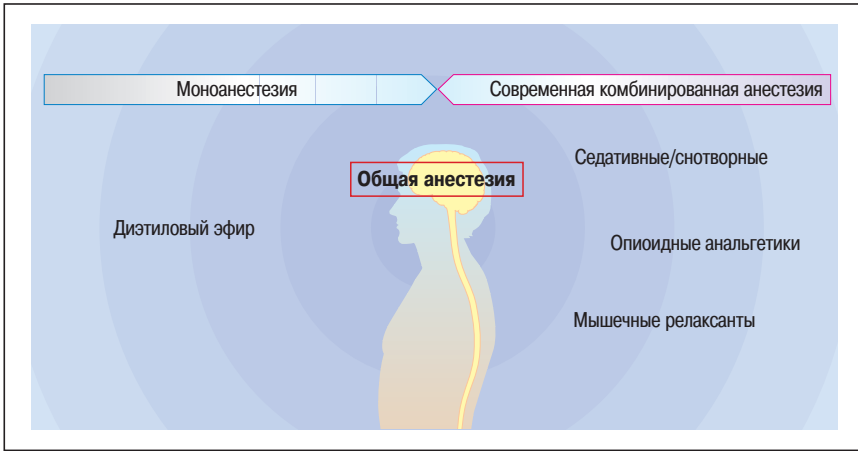 Моноанестезия
Современная комбинированная анестезия
Седативные/снотворные
Общая анестезия
Диэтиловый эфир
Опиоидные анальгетики
Мышечные релаксанты